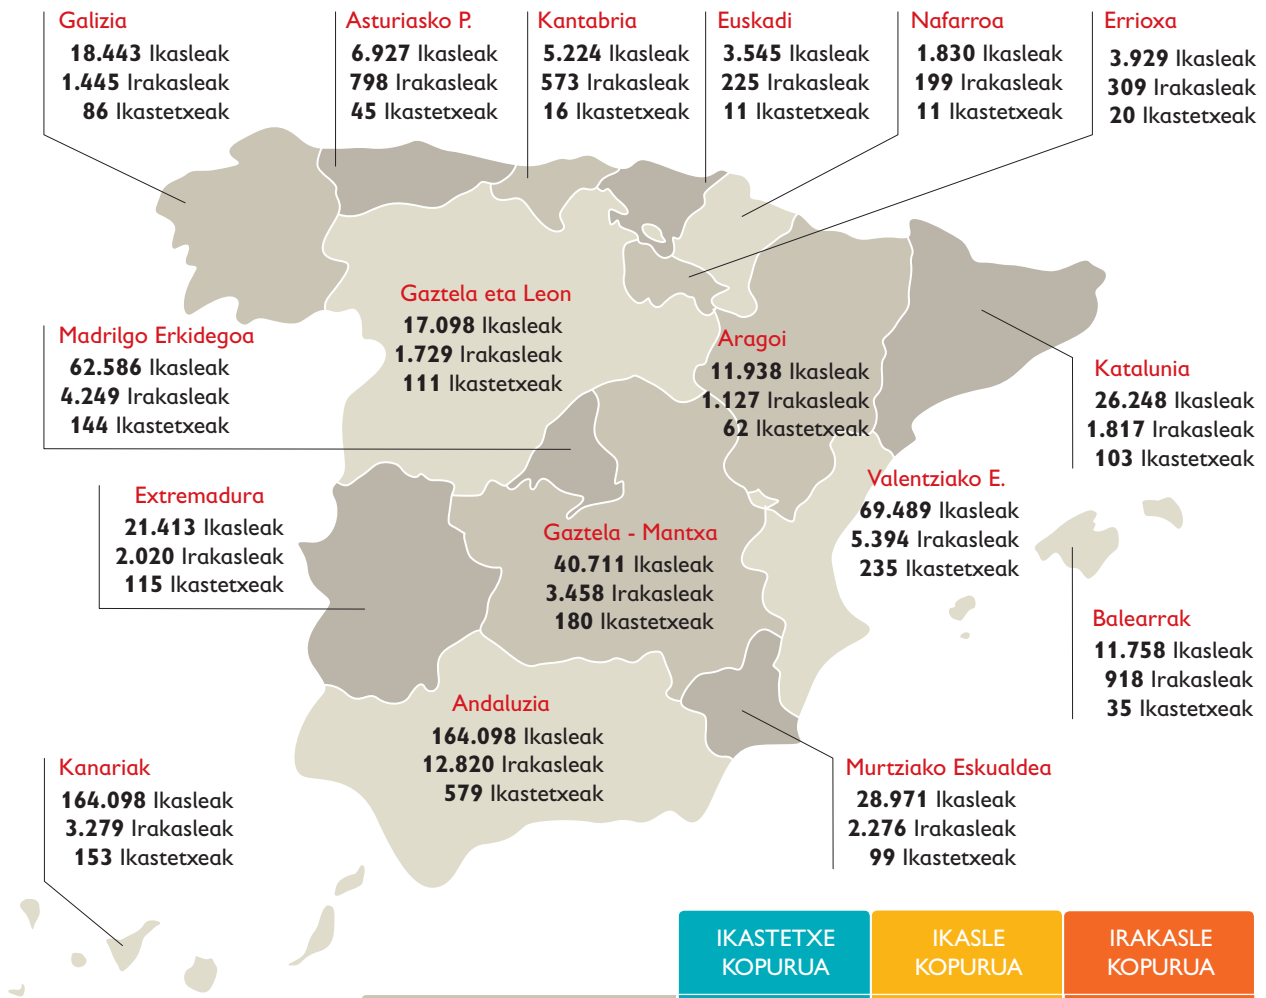 Galizia
18.443 Ikasleak
1.445 Irakasleak
86 Ikastetxeak
Asturiasko P.
6.927 Ikasleak
798 Irakasleak
45 Ikastetxeak
Kantabria
5.224 Ikasleak
573 Irakasleak
16 Ikastetxeak
Euskadi
3.545 Ikasleak
225 Irakasleak
11 Ikastetxeak
Nafarroa
1.830 Ikasleak
199 Irakasleak
11 Ikastetxeak
Errioxa
3.929 Ikasleak
309 Irakasleak
20 Ikastetxeak
Gaztela eta Leon
17.098 Ikasleak
1.729 Irakasleak
111 Ikastetxeak
Madrilgo Erkidegoa
62.586 Ikasleak
4.249 Irakasleak
144 Ikastetxeak
Aragoi
11.938 Ikasleak
1.127 Irakasleak
62 Ikastetxeak
Katalunia
26.248 Ikasleak
1.817 Irakasleak
103 Ikastetxeak
Extremadura
21.413 Ikasleak
2.020 Irakasleak
115 Ikastetxeak
Gaztela - Mantxa
40.711 Ikasleak
3.458 Irakasleak
180 Ikastetxeak
Valentziako E.
69.489 Ikasleak
5.394 Irakasleak
235 Ikastetxeak
Balearrak
11.758 Ikasleak
918 Irakasleak
35 Ikastetxeak
Andaluzia
164.098 Ikasleak
12.820 Irakasleak
579 Ikastetxeak
Kanariak
164.098 Ikasleak
3.279 Irakasleak
153 Ikastetxeak
Murtziako Eskualdea
28.971 Ikasleak
2.276 Irakasleak
99 Ikastetxeak
IKASTETXE
KOPURUA
IKASLE
KOPURUA
IRAKASLE
KOPURUA